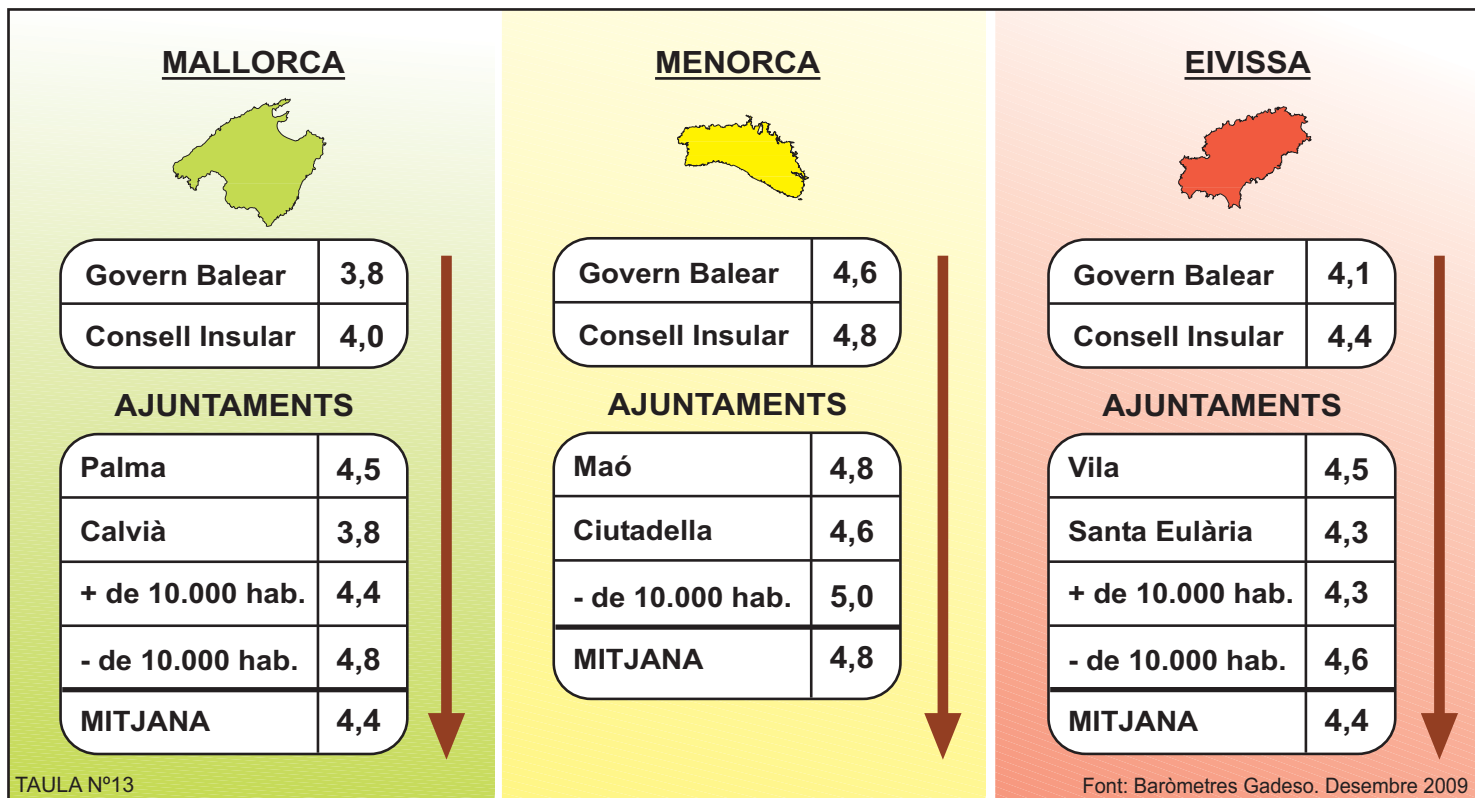 MALLORCA
Govern Balear 3,8
Consell Insular 4,0
AJUNTAMENTS
Palma 4,5
Calvià 3,8
+ de 10.000 hab. 4,4
- de 10.000 hab. 4,8
MITJANA 4,4
TAULA Nº13
MENORCA
Govern Balear 4,6
Consell Insular 4,8
AJUNTAMENTS
Maó 4,8
Ciutadella 4,6
- de 10.000 hab. 5,0
MITJANA 4,8
EIVISSA
Govern Balear 4,1
Consell Insular 4,4
AJUNTAMENTS
Vila 4,5
Santa Eulària 4,3
+ de 10.000 hab. 4,3
- de 10.000 hab. 4,6
MITJANA 4,4
Font: Baròmetres Gadeso. Desembre 2009